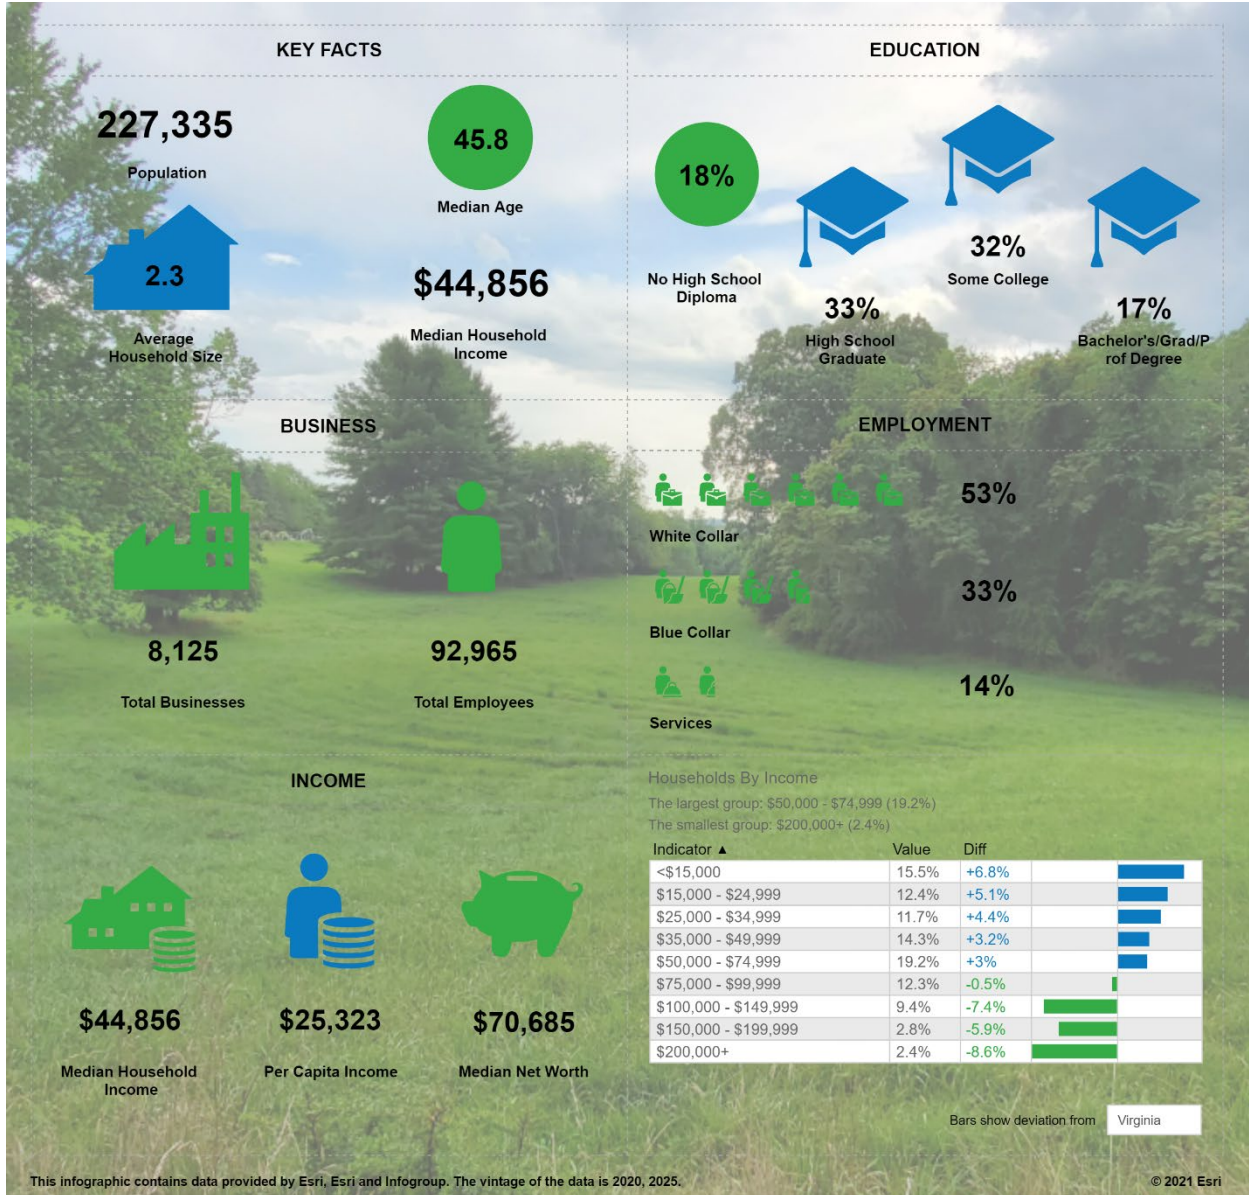 KEY FACTS
227,335
Population
45.8
Median Age
2.3
Average
Household Size
$44,856
Median Household
Income
EDUCATION
18%
No High School
Diploma
33%
High School
Graduate
32%
Some College
17%
Bachelor's/Grad/P
rof Degree
BUSINESS
8,125
Total Businesses
92,965
Total Employees
EMPLOYMENT
53%
White Collar
33%
Blue Collar
14%
Services
INCOME
$44,856
Median Household
Income
$25,323
Per Capita Income
$70,685
Median Net Worth
Households By Income
The largest group: $50,000 - $74,999 (19.2%)
The smallest group: $200,000+ (2.4%)
Indicator ▲ Value Diff
<$15,000 15.5% +6.8%
$15,000 - $24,999 12.4% +5.1%
$25,000 - $34,999 11.7% +4.4%
$35,000 - $49,999 14.3% +3.2%
$50,000 - $74,999 19.2% +3%
$75,000 - $99,999 12.3% -0.5%
$100,000 - $149,999 9.4% -7.4%
$150,000 - $199,999 2.8% -5.9%
$200,000+ 2.4% -8.6%
Bars show deviation from Virginia
This infographic contains data provided by Esri, Esri and Infogroup. The vintage of the data is 2020, 2025.
© 2021 Esri